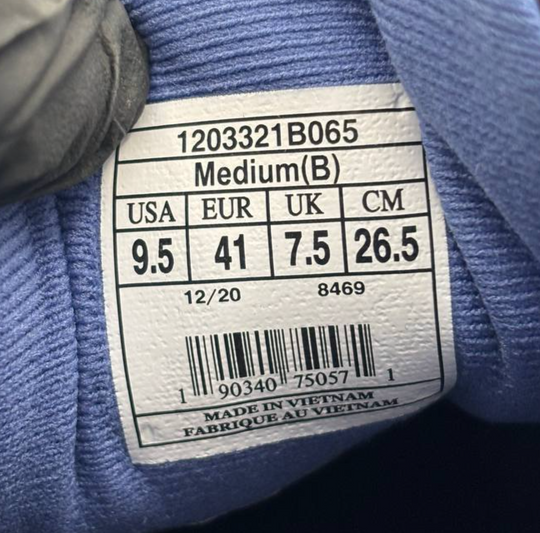 1203321B065
Medium(B)
USA EUR UK CM
9.5 41 7.5 26.5
12/20 8469
1 90340 75057 1
MADE IN VIETNAM
FABRIQUE AU VIETNAM